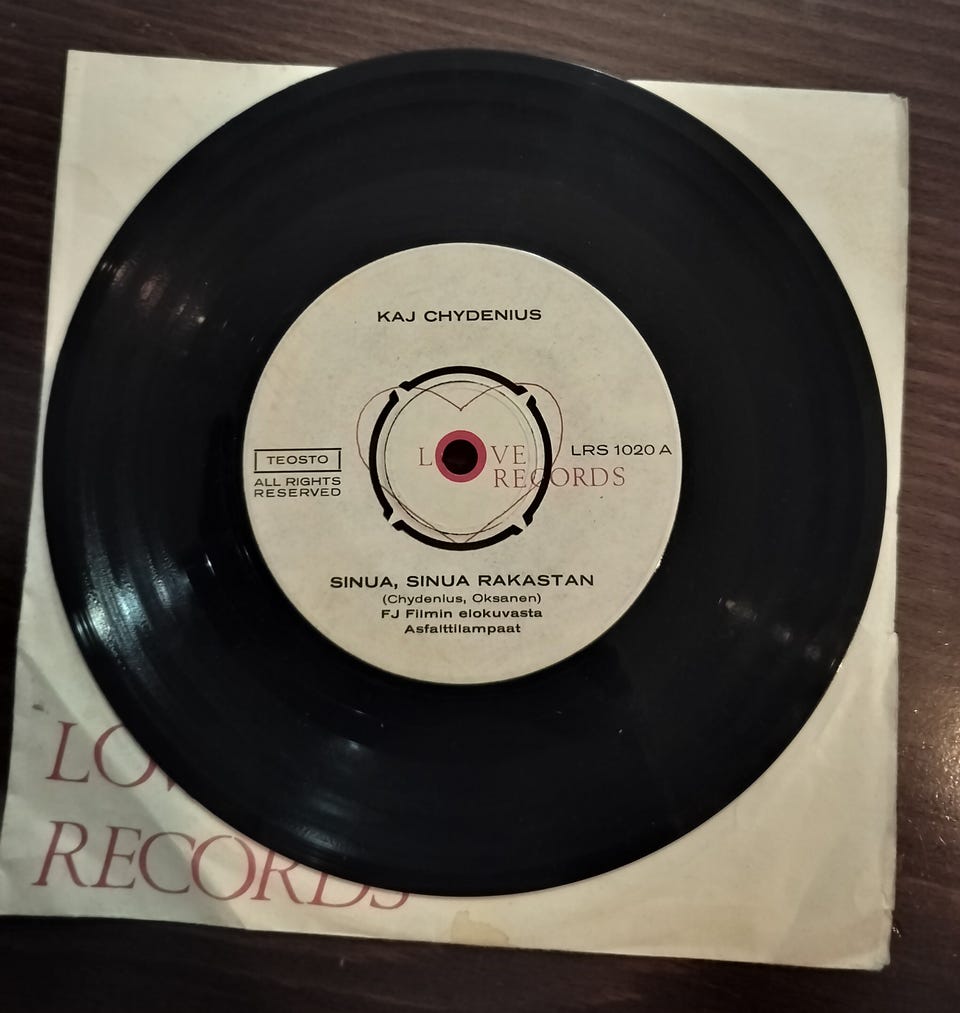 KAJ CHYDENIUS
LOVE
RECORDS
LRS 1020 A
TEOSTO
ALL RIGHTS
RESERVED
SINUA, SINUA RAKASTAN
(Chydenius, Oksanen)
FJ Filmin elokuvasta
Asfalttilampaat
LOV
RECORDS